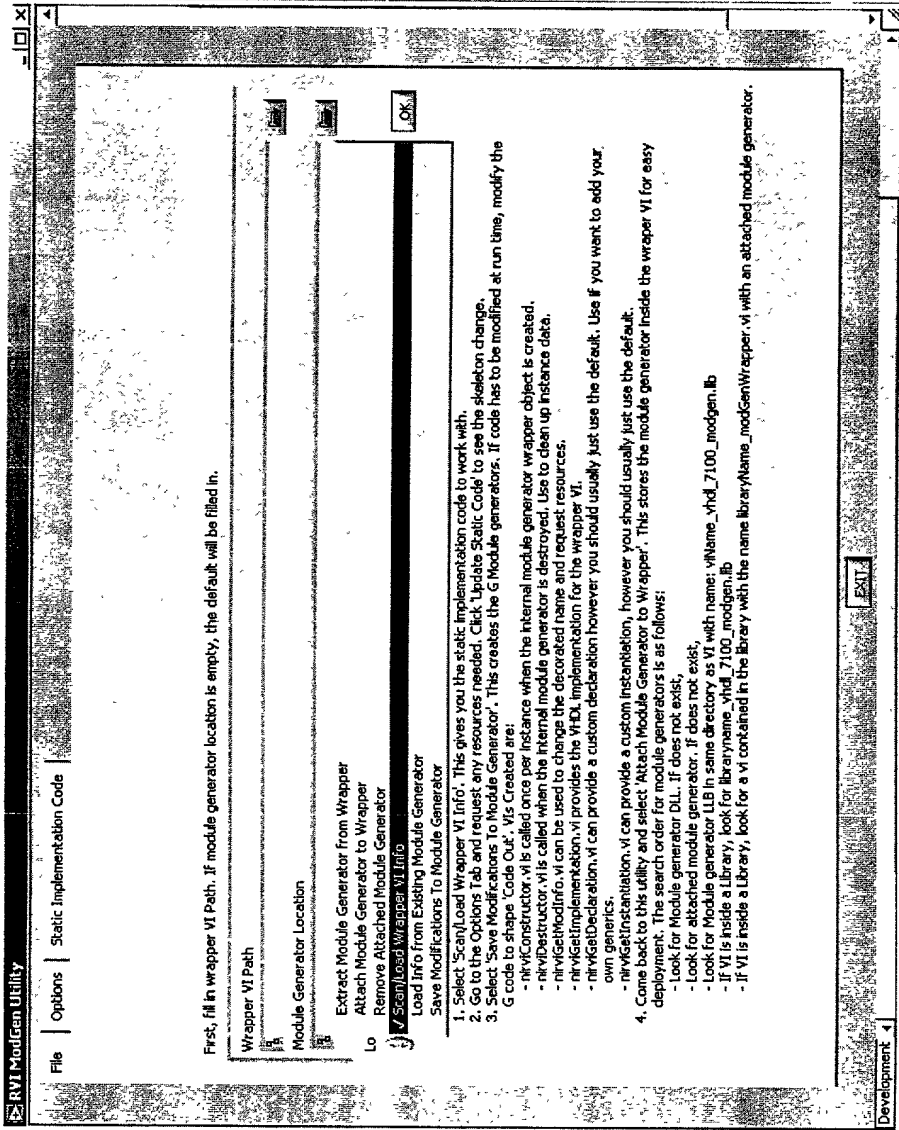 RVI ModGen Utility
File
Options
Static Implementation Code
First, fill in wrapper VI Path. If module generator location is empty, the default will be filled in.
Wrapper VI Path
Module Generator Location
Extract Module Generator from Wrapper
Attach Module Generator to Wrapper
Remove Attached Module Generator
Lo
✓ Scan/Load Wrapper VI Info
OK
Load Info from Existing Module Generator
Save Modifications To Module Generator
1. Select 'Scan/Load Wrapper VI Info'. This gives you the static implementation code to work with.
2. Go to the Options Tab and request any resources needed. Click 'Update Static Code' to see the skeleton change.
3. Select 'Save Modifications To Module Generator'. This creates the G Module generators. If code has to be modified at run time, modify the
G code to shape 'Code Out'. VIs Created are:
- nirviConstructor.vi is called once per instance when the internal module generator wrapper object is created.
- nirviDestructor.vi is called when the internal module generator is destroyed. Use to clean up instance data.
- nirviGetModInfo.vi can be used to change the decorated name and request resources.
- nirviGetImplementation.vi provides the VHDL implementation for the wrapper VI.
- nirviGetDeclaration.vi can provide a custom declaration however you should usually just use the default. Use if you want to add your
own generics.
- nirviGetInstantiation.vi can provide a custom instantiation, however you should usually just use the default.
4. Come back to this utility and select 'Attach Module Generator to Wrapper'. This stores the module generator inside the wraper VI for easy
deployment. The search order for module generators is as follows:
- Look for Module generator DLL. If does not exist,
- Look for attached module generator. If does not exist,
- Look for Module generator LLB in same directory as VI with name: viName_vhdl_7100_modgen.llb
- If VI is inside a Library, look for libraryname_vhdl_7100_modgen.llb
- If VI is inside a Library, look for a vi contained in the library with the name libraryName_modGenWrapper.vi with an attached module generator.
EXIT
Development